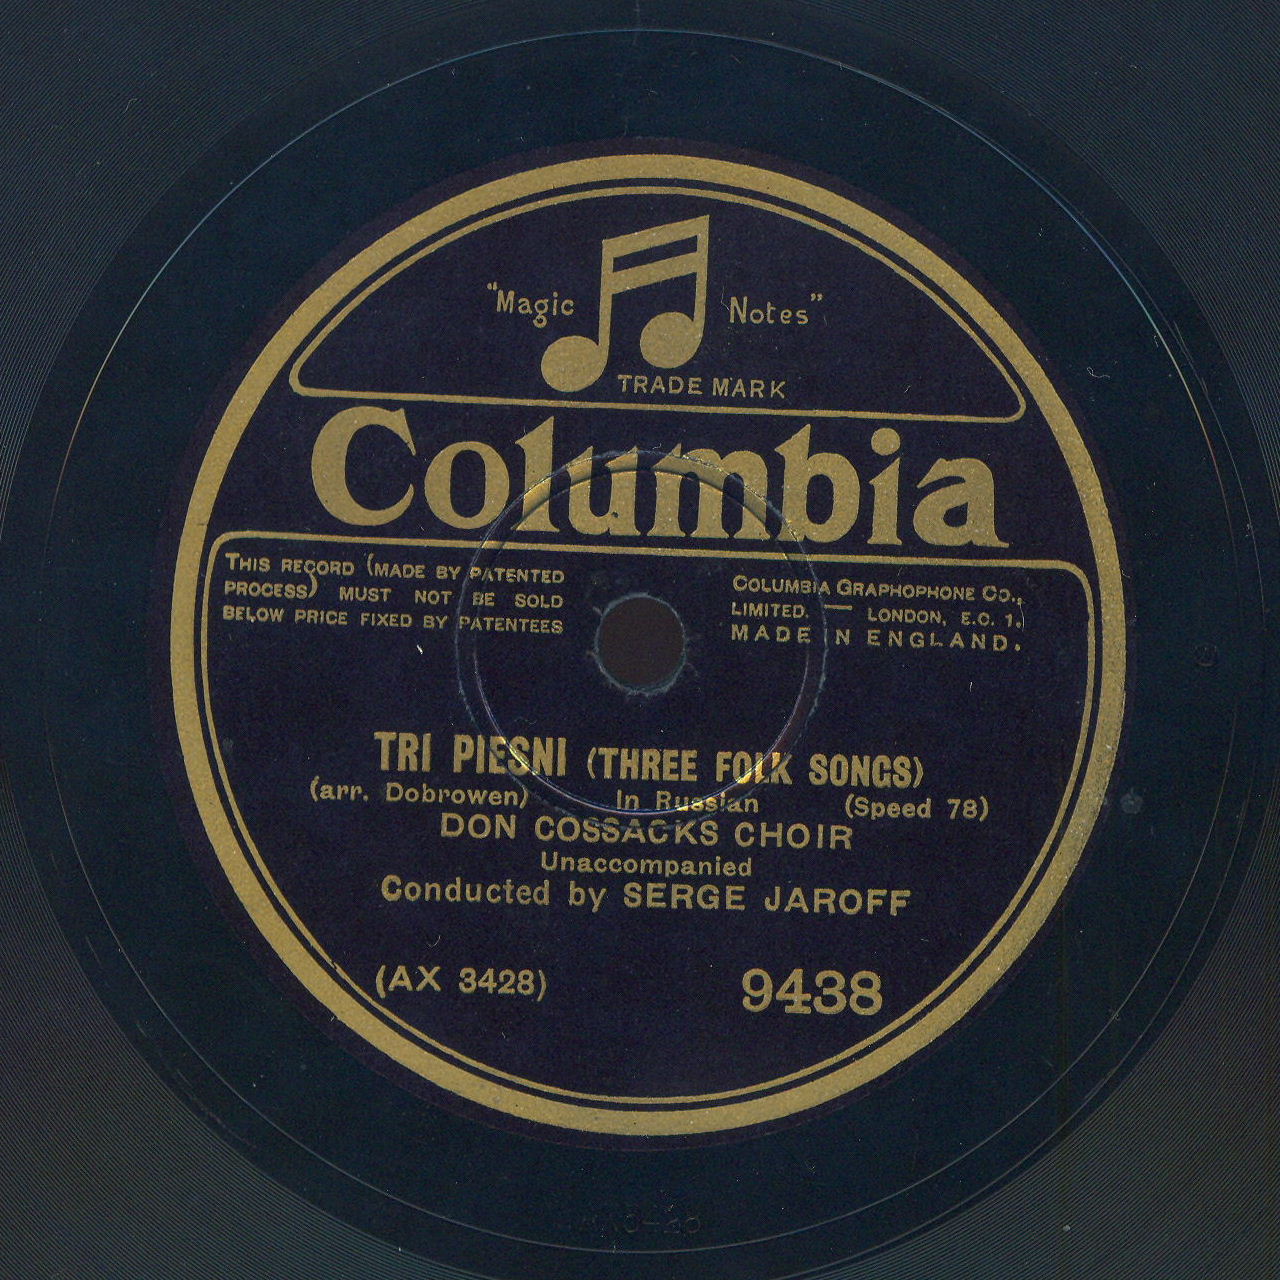 "Magic Notes"
TRADE MARK
Columbia
THIS RECORD (MADE BY PATENTED
PROCESS) MUST NOT BE SOLD
BELOW PRICE FIXED BY PATENTEES
COLUMBIA GRAPHOPHONE CO.,
LIMITED. — LONDON, E.C. 1.
MADE IN ENGLAND.
TRI PIESNI (THREE FOLK SONGS)
(arr. Dobrowen) In Russian (Speed 78)
DON COSSACKS CHOIR
Unaccompanied
Conducted by SERGE JAROFF
(AX 3428) 9438